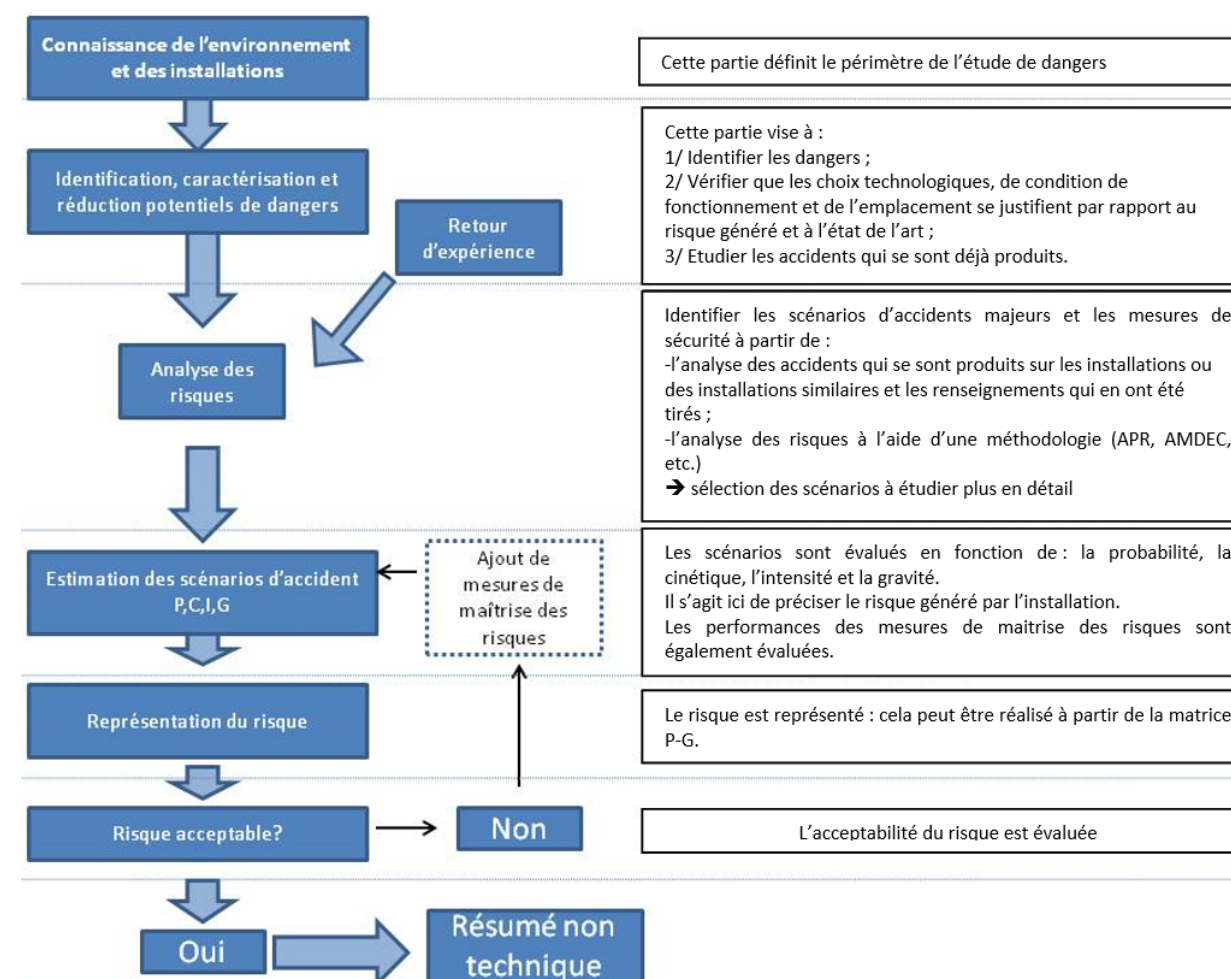 Connaissance de l'environnement
et des installations
Cette partie définit le périmètre de l'étude de dangers
Identification, caractérisation et
réduction potentiels de dangers
Retour
d'expérience
Cette partie vise à :
1/ Identifier les dangers ;
2/ Vérifier que les choix technologiques, de condition de
fonctionnement et de l'emplacement se justifient par rapport au
risque généré et à l'état de l'art ;
3/ Etudier les accidents qui se sont déjà produits.
Analyse des
risques
Identifier les scénarios d'accidents majeurs et les mesures de
sécurité à partir de :
-l'analyse des accidents qui se sont produits sur les installations ou
des installations similaires et les renseignements qui en ont été
tirés ;
-l'analyse des risques à l'aide d'une méthodologie (APR, AMDEC,
etc.)
➔ sélection des scénarios à étudier plus en détail
Estimation des scénarios d'accident
P,C,I,G
Ajout de
mesures de
maîtrise des
risques
Les scénarios sont évalués en fonction de : la probabilité, la
cinétique, l'intensité et la gravité.
Il s'agit ici de préciser le risque généré par l'installation.
Les performances des mesures de maitrise des risques sont
également évaluées.
Représentation du risque
Le risque est représenté : cela peut être réalisé à partir de la matrice
P-G.
Risque acceptable?
Non
L'acceptabilité du risque est évaluée
Oui
Résumé non
technique